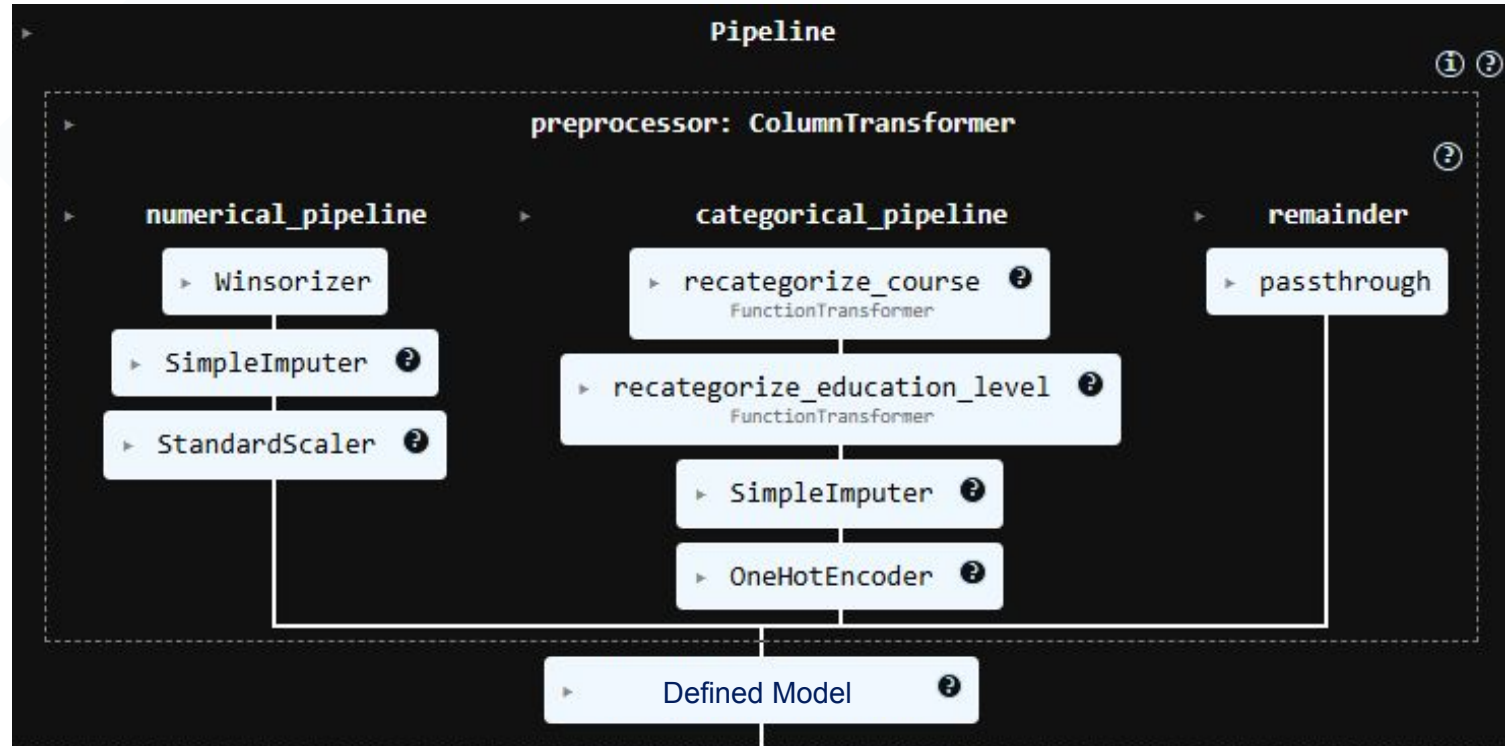 Pipeline
preprocessor: ColumnTransformer
numerical_pipeline
Winsorizer
SimpleImputer
StandardScaler
categorical_pipeline
recategorize_course
FunctionTransformer
recategorize_education_level
FunctionTransformer
SimpleImputer
OneHotEncoder
remainder
passthrough
Defined Model